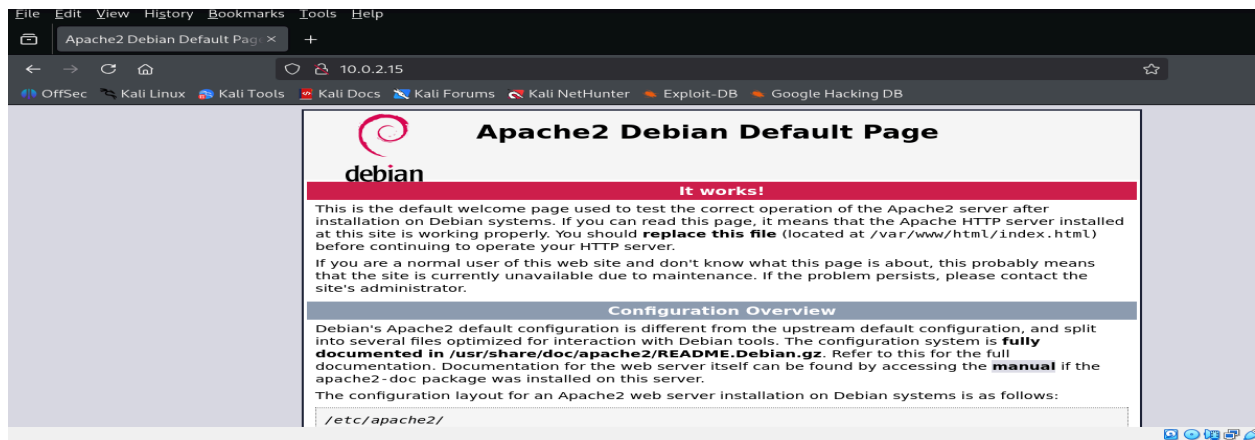 File Edit View History Bookmarks Tools Help
Apache2 Debian Default Pag
10.0.2.15
OffSec Kali Linux Kali Tools Kali Docs Kali Forums Kali NetHunter Exploit-DB Google Hacking DB
debian
Apache2 Debian Default Page
It works!
This is the default welcome page used to test the correct operation of the Apache2 server after
installation on Debian systems. If you can read this page, it means that the Apache HTTP server installed
at this site is working properly. You should replace this file (located at /var/www/html/index.html)
before continuing to operate your HTTP server.
If you are a normal user of this web site and don't know what this page is about, this probably means
that the site is currently unavailable due to maintenance. If the problem persists, please contact the
site's administrator.
Configuration Overview
Debian's Apache2 default configuration is different from the upstream default configuration, and split
into several files optimized for interaction with Debian tools. The configuration system is fully
documented in /usr/share/doc/apache2/README.Debian.gz. Refer to this for the full
documentation. Documentation for the web server itself can be found by accessing the manual if the
apache2-doc package was installed on this server.
The configuration layout for an Apache2 web server installation on Debian systems is as follows:
/etc/apache2/